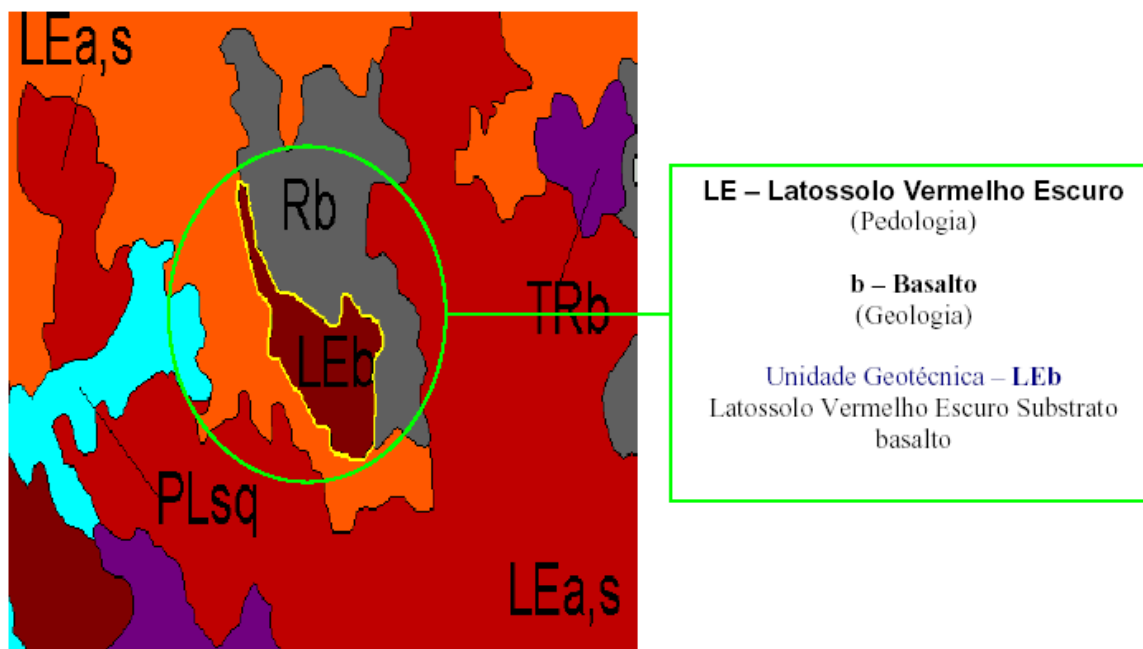 LEa,s
Rb
TRb
LEb
PLsq
LEa,s
LE – Latossolo Vermelho Escuro
(Pedologia)
b – Basalto
(Geologia)
Unidade Geotécnica – LEb
Latossolo Vermelho Escuro Substrato
basalto